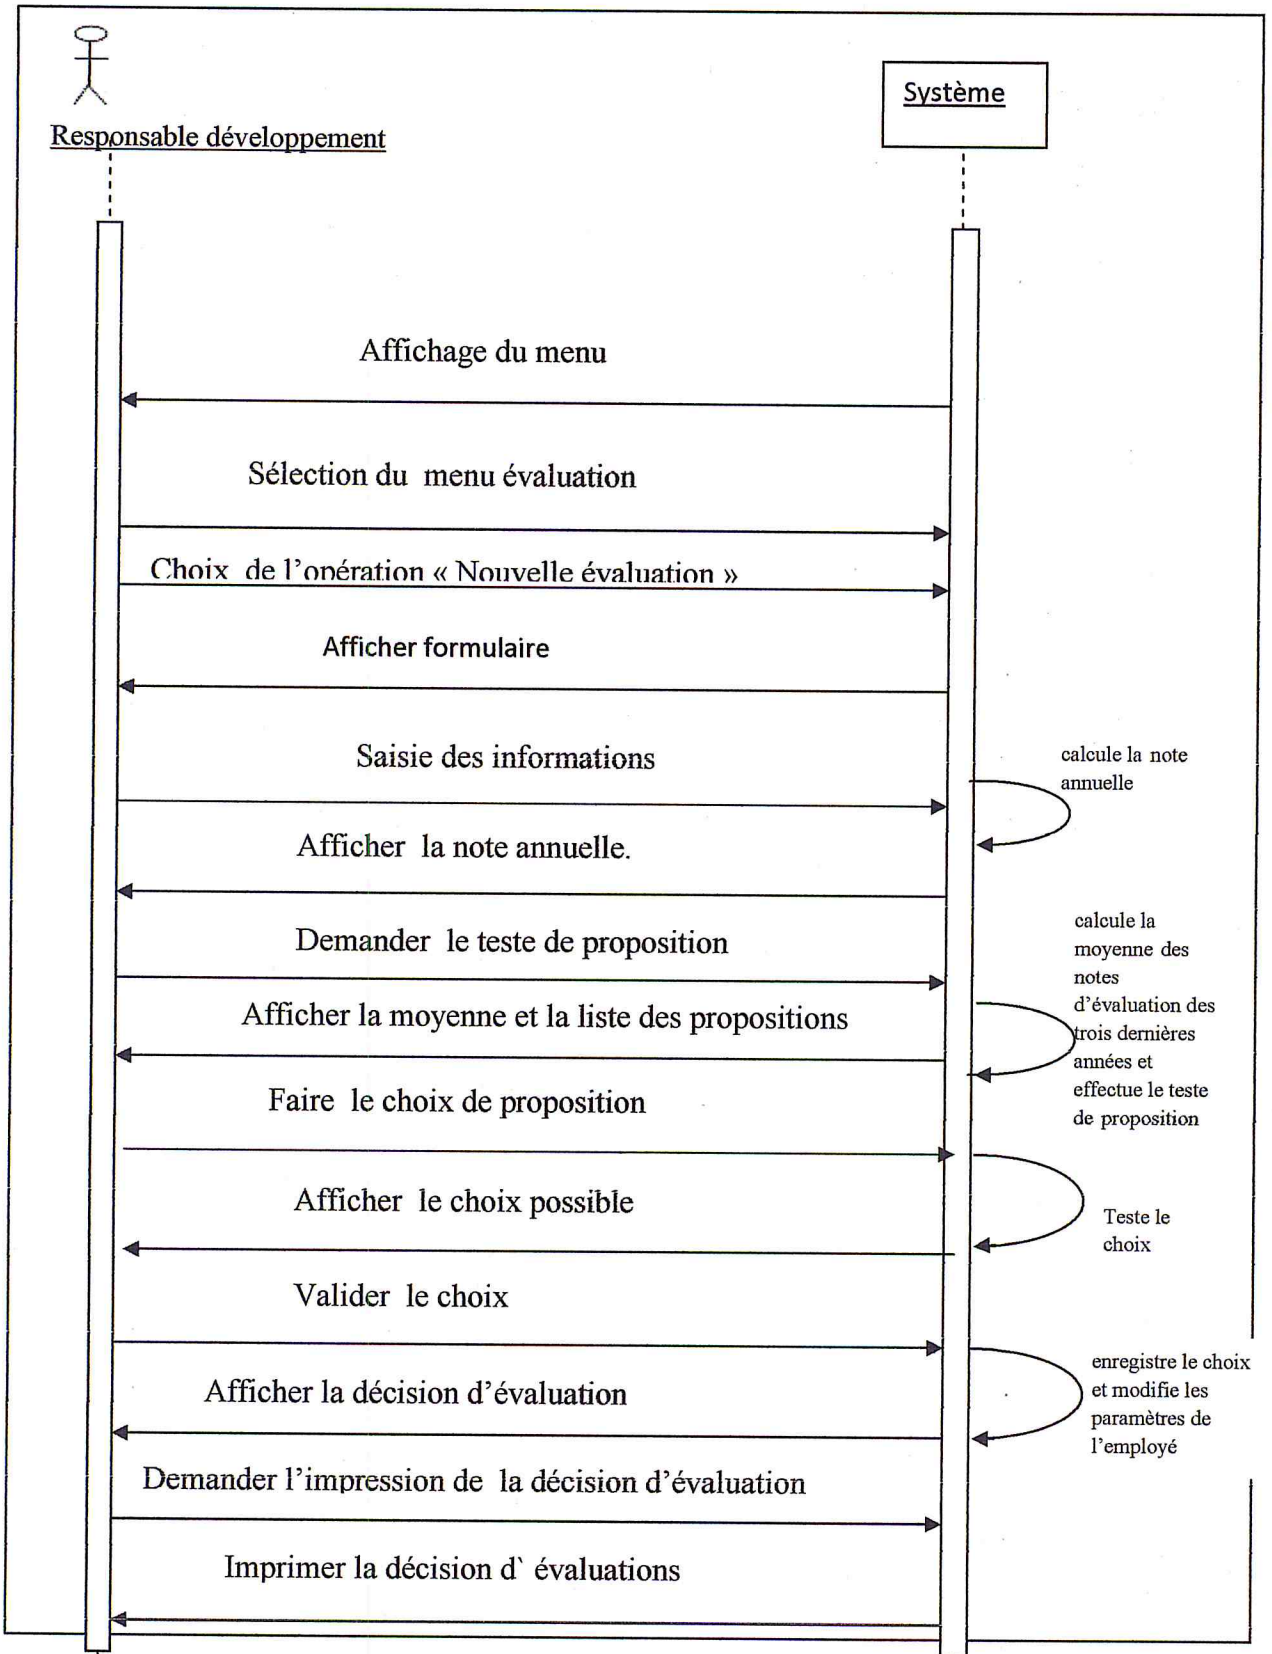 Système
Responsable développement
Affichage du menu
Sélection du menu évaluation
Choix de l'opération « Nouvelle évaluation »
Afficher formulaire
Saisie des informations
calcule la note
annuelle
Afficher la note annuelle.
Demander le teste de proposition
calcule la
moyenne des
notes
d'évaluation des
trois dernières
années et
effectue le teste
de proposition
Afficher la moyenne et la liste des propositions
Faire le choix de proposition
Afficher le choix possible
Teste le
choix
Valider le choix
enregistre le choix
et modifie les
paramètres de
l'employé
Afficher la décision d'évaluation
Demander l'impression de la décision d'évaluation
Imprimer la décision d` évaluations